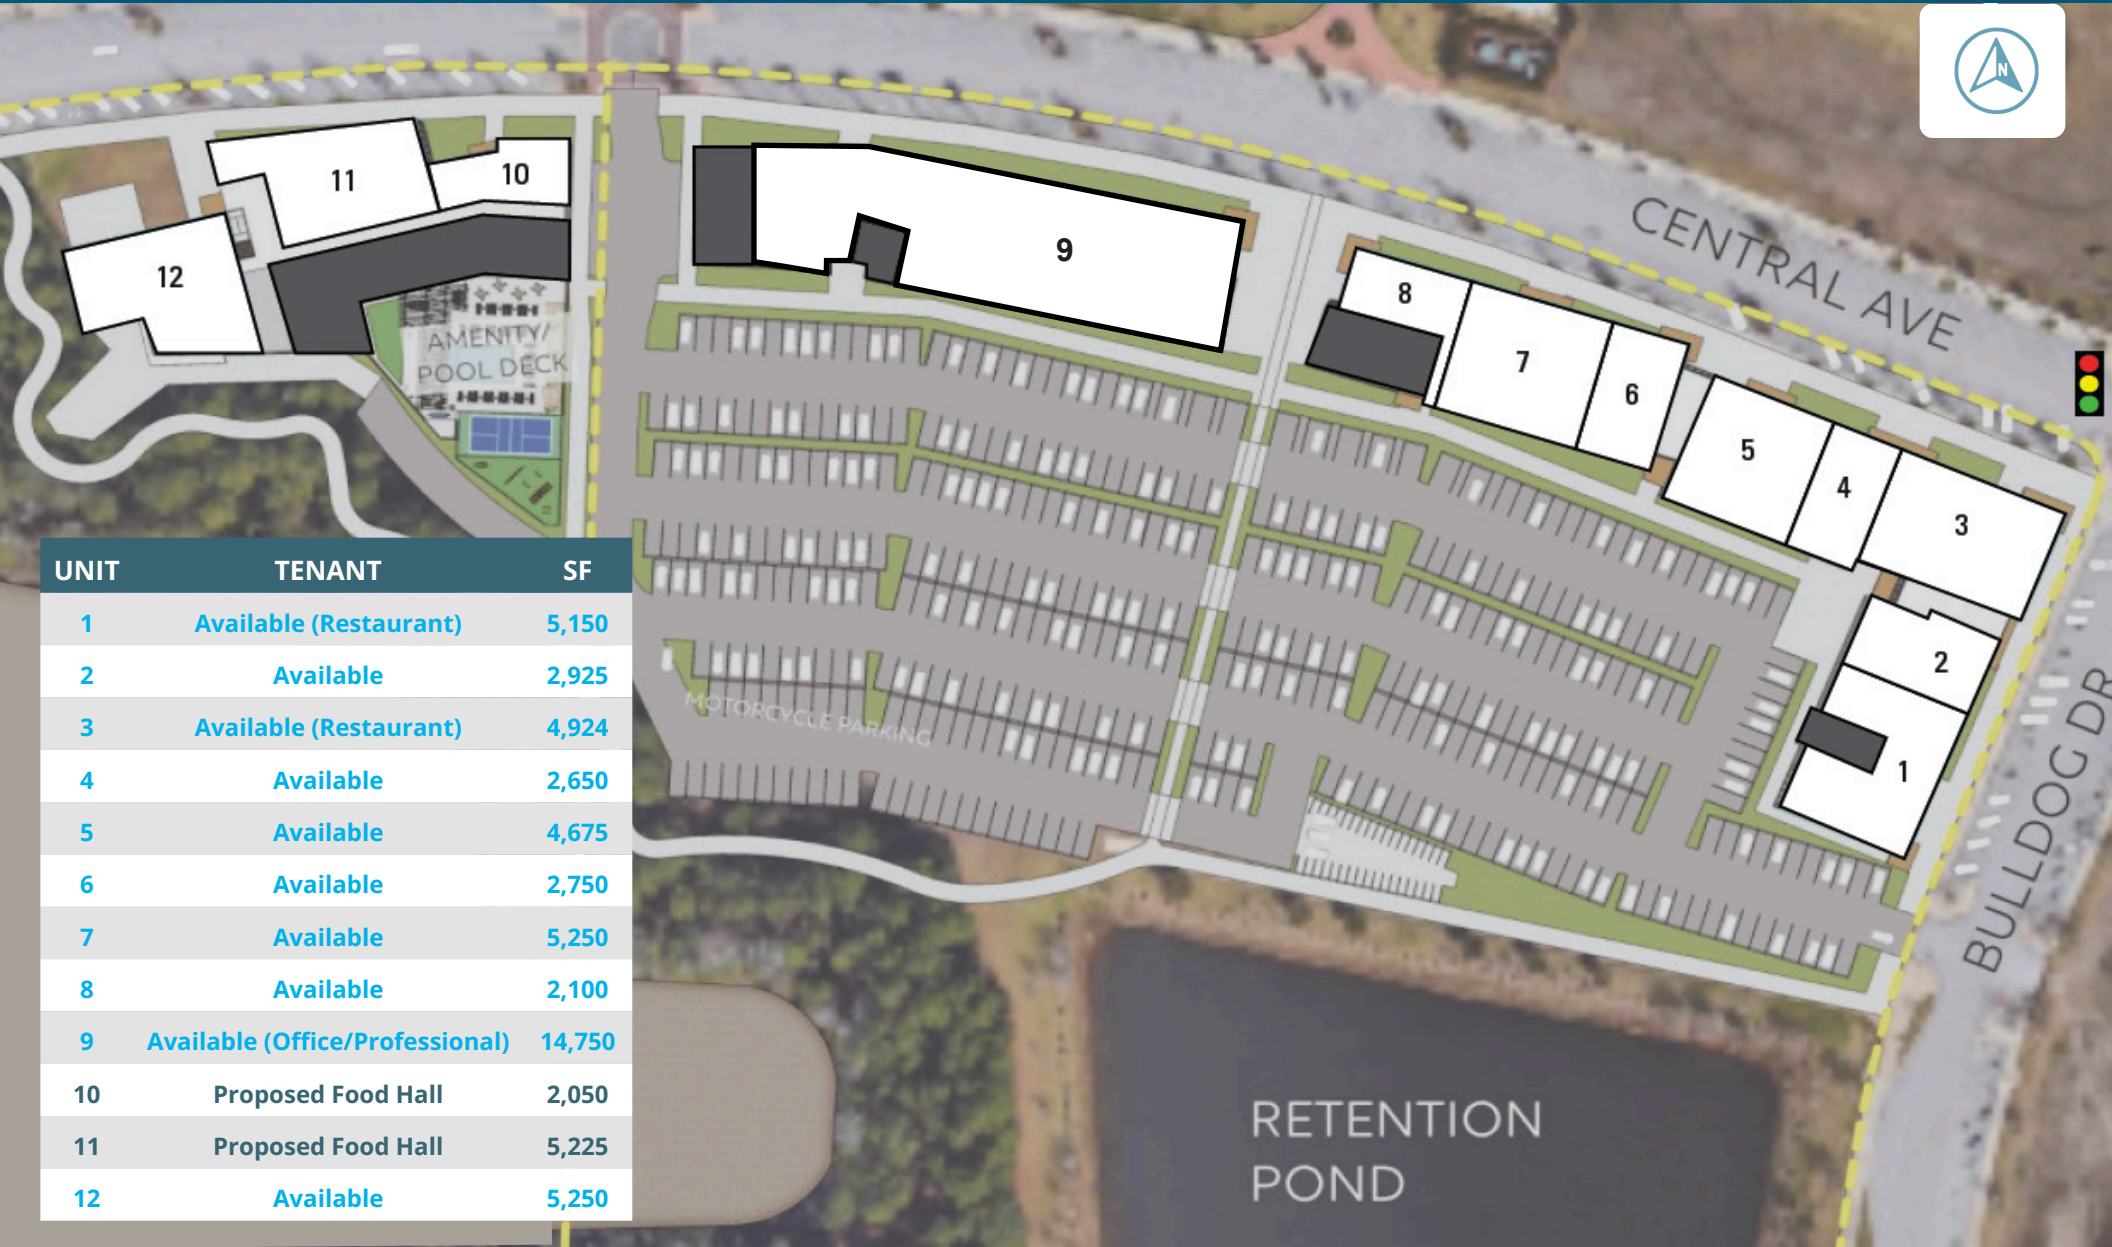 N
CENTRAL AVE
11
10
12
9
8
7
6
5
4
3
2
1
AMENITY/
POOL DECK
MOTORCYCLE PARKING
BULLDOG DR
RETENTION
POND
UNIT TENANT SF
1 Available (Restaurant) 5,150
2 Available 2,925
3 Available (Restaurant) 4,924
4 Available 2,650
5 Available 4,675
6 Available 2,750
7 Available 5,250
8 Available 2,100
9 Available (Office/Professional) 14,750
10 Proposed Food Hall 2,050
11 Proposed Food Hall 5,225
12 Available 5,250